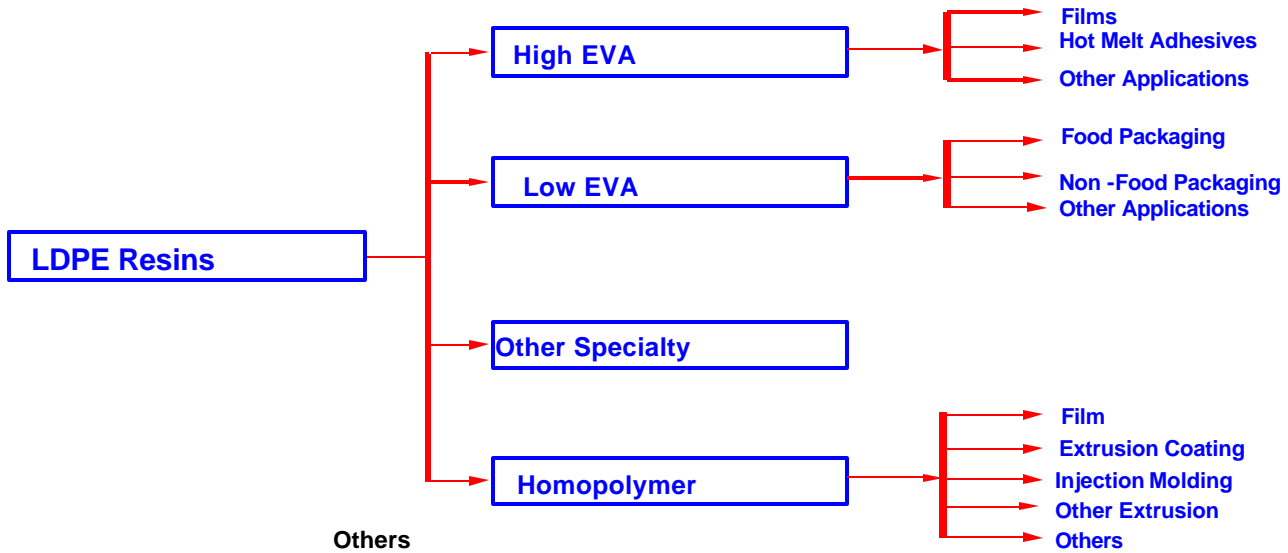 LDPE Resins
High EVA
Films
Hot Melt Adhesives
Other Applications
Low EVA
Food Packaging
Non -Food Packaging
Other Applications
Other Specialty
Homopolymer
Film
Extrusion Coating
Injection Molding
Other Extrusion
Others
Others